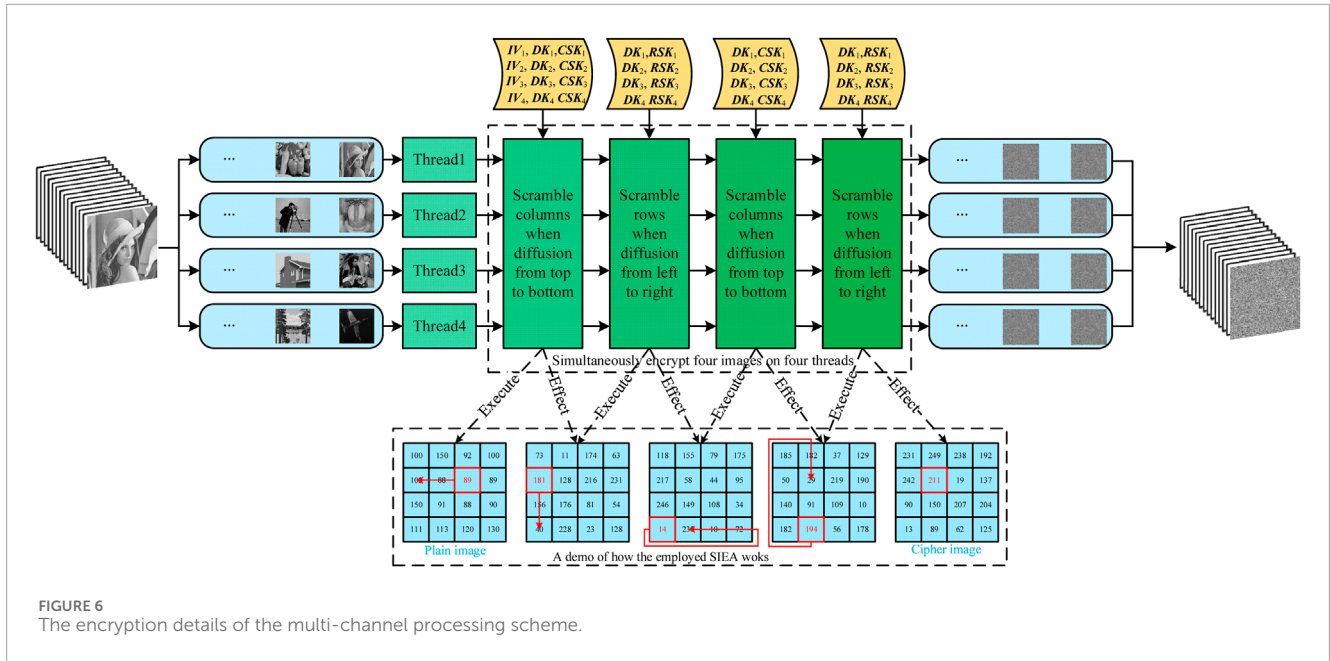 IV₁, DK₁,CSK₁
IV₂, DK₂, CSK₂
IV₃, DK₃, CSK₃
IV₄, DK₄ CSK₄
DK₁,RSK₁
DK₂, RSK₂
DK₃, RSK₃
DK₄ RSK₄
DK₁,CSK₁
DK₂, CSK₂
DK₃, CSK₃
DK₄ CSK₄
DK₁,RSK₁
DK₂, RSK₂
DK₃, RSK₃
DK₄ RSK₄
...
Thread1
...
Thread2
...
Thread3
...
Thread4
Scramble
columns
when
diffusion
from top
to bottom
Scramble
rows
when
diffusion
from left
to right
Scramble
columns
when
diffusion
from top
to bottom
Scramble
rows
when
diffusion
from left
to right
...
...
...
...
Simultaneously encrypt four images on four threads
Execute
Effect
Execute
Effect
Execute
Effect
Execute
Effect
100 150 92 100
88 89 89
150 91 88 90
111 113 120 130
Plain image
73 11 174 63
181 128 216 231
156 176 81 54
40 228 23 128
118 155 79 175
217 58 44 95
246 149 108 34
14 10 72
185 182 37 129
50 29 219 190
140 91 109 10
182 194 56 178
231 249 238 192
242 211 19 137
90 150 207 204
13 89 62 125
Cipher image
A demo of how the employed SIEA woks
FIGURE 6
The encryption details of the multi-channel processing scheme.